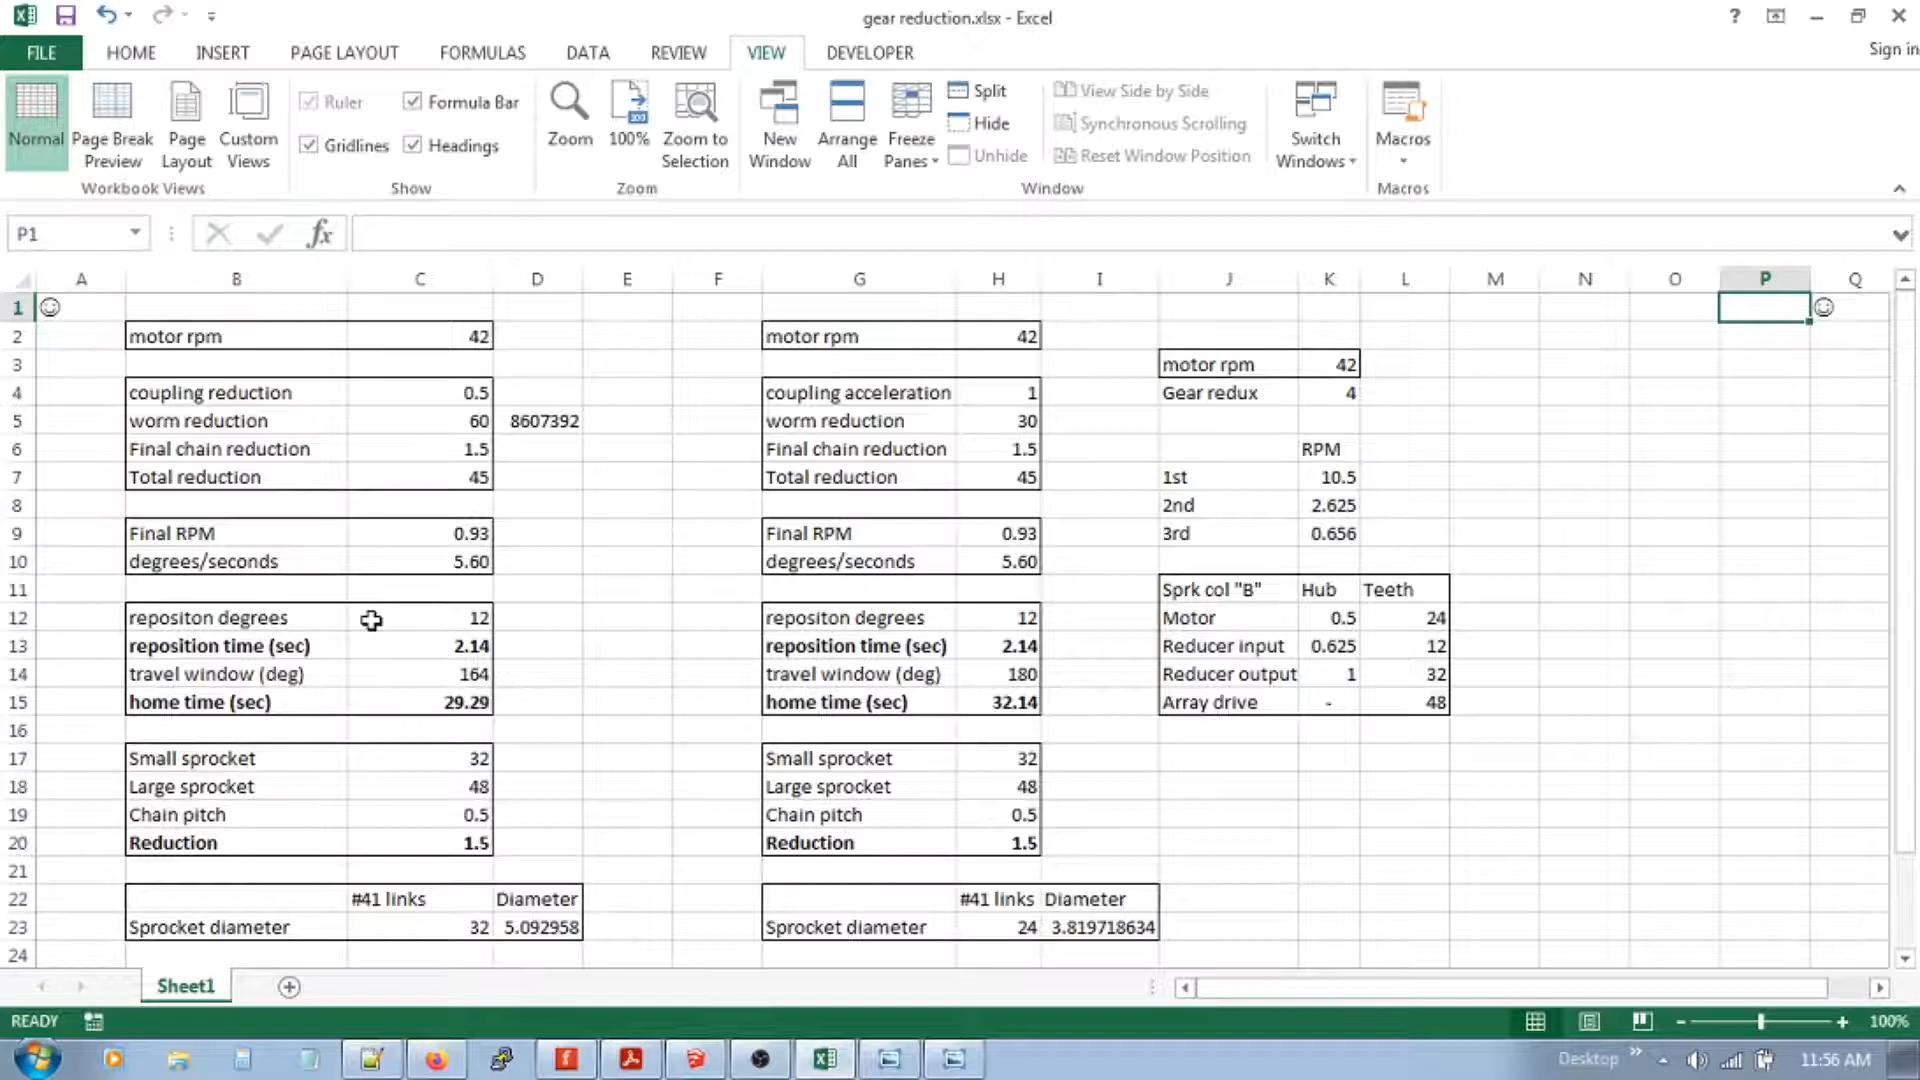 gear reduction.xlsx - Excel
?
Sign in
FILE HOME INSERT PAGE LAYOUT FORMULAS DATA REVIEW VIEW DEVELOPER
Normal
Page Break Preview
Page Layout
Custom Views
Workbook Views
Ruler
Formula Bar
Gridlines
Headings
Show
Zoom
100%
Zoom to Selection
Zoom
New Window
Arrange All
Freeze Panes
Split
Hide
Unhide
View Side by Side
Synchronous Scrolling
Reset Window Position
Window
Switch Windows
Macros
Macros
P1
fx
A B C D E F G H I J K L M N O P Q
1
2 motor rpm 42 motor rpm 42
3 motor rpm 42
4 coupling reduction 0.5 coupling acceleration 1 Gear redux 4
5 worm reduction 60 8607392 worm reduction 30
6 Final chain reduction 1.5 Final chain reduction 1.5 RPM
7 Total reduction 45 Total reduction 45 1st 10.5
8 2nd 2.625
9 Final RPM 0.93 Final RPM 0.93 3rd 0.656
10 degrees/seconds 5.60 degrees/seconds 5.60
11 Sprk col "B" Hub Teeth
12 repositon degrees 12 repositon degrees 12 Motor 0.5 24
13 reposition time (sec) 2.14 reposition time (sec) 2.14 Reducer input 0.625 12
14 travel window (deg) 164 travel window (deg) 180 Reducer output 1 32
15 home time (sec) 29.29 home time (sec) 32.14 Array drive - 48
16
17 Small sprocket 32 Small sprocket 32
18 Large sprocket 48 Large sprocket 48
19 Chain pitch 0.5 Chain pitch 0.5
20 Reduction 1.5 Reduction 1.5
21
22 #41 links Diameter #41 links Diameter
23 Sprocket diameter 32 5.092958 Sprocket diameter 24 3.819718634
24
Sheet1
READY
100%
Desktop
11:56 AM